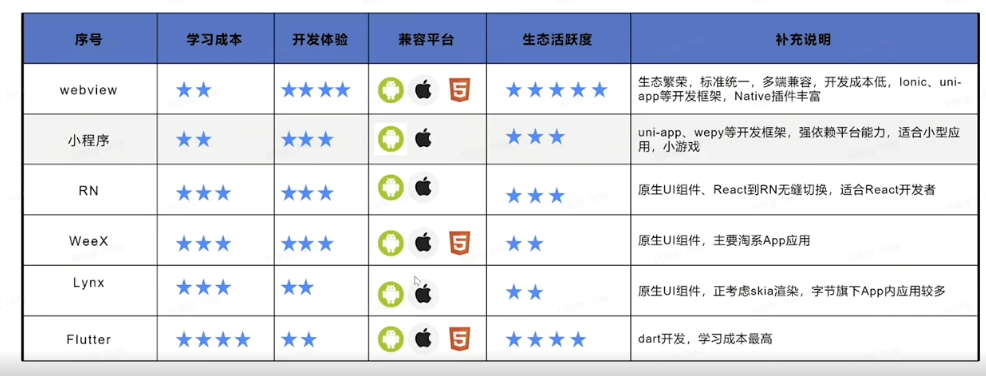 序号 学习成本 开发体验 兼容平台 生态活跃度 补充说明
webview
生态繁荣，标准统一，多端兼容，开发成本低，Ionic、uni-
app等开发框架，Native插件丰富
小程序
uni-app、wepy等开发框架，强依赖平台能力，适合小型应
用，小游戏
RN
原生UI组件、React到RN无缝切换，适合React开发者
WeeX
原生UI组件，主要淘系App应用
Lynx
原生UI组件，正考虑skia渲染，字节旗下App内应用较多
Flutter
dart开发，学习成本最高